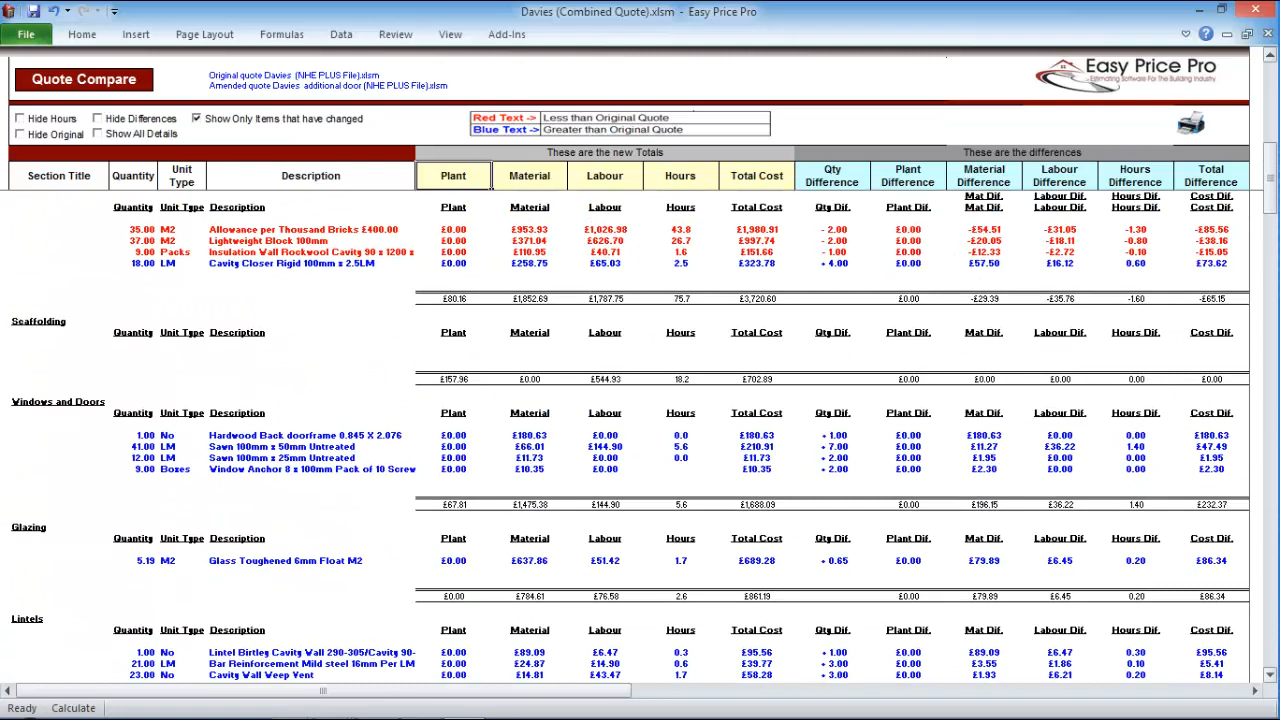 Davies (Combined Quote).xlsm - Easy Price Pro
File Home Insert Page Layout Formulas Data Review View Add-Ins
Quote Compare
Original quote Davies (NHE PLUS File).xlsm
Amended quote Davies additional door (NHE PLUS File).xlsm
Easy Price Pro
Estimating Software For the Building Industry
Hide Hours Hide Differences Show Only Items that have changed
Hide Original Show All Details
Red Text -> Less than Original Quote
Blue Text -> Greater than Original Quote
These are the new Totals These are the differences
Section Title Quantity Unit Type Description Plant Material Labour Hours Total Cost Qty Difference Plant Difference Material Difference Labour Difference Hours Difference Total Difference
Mat Dif. Labour Dif. Hours Dif. Cost Dif.
Quantity Unit Type Description Plant Material Labour Hours Total Cost Qty Dif. Plant Dif. Mat Dif. Labour Dif. Hours Dif. Cost Dif.
35.00 M2 Allowance per Thousand Bricks £400.00 £0.00 £953.93 £1,026.98 43.8 £1,980.91 - 2.00 £0.00 -£54.51 -£31.05 -1.30 -£85.56
37.00 M2 Lightweight Block 100mm £0.00 £371.04 £626.70 26.7 £997.74 - 2.00 £0.00 -£20.05 -£18.11 -0.80 -£38.16
9.00 Packs Insulation Wall Rockwool Cavity 90 x 1200 x £0.00 £110.95 £40.71 1.6 £151.66 - 1.00 £0.00 -£12.33 -£2.72 -0.10 -£15.05
18.00 LM Cavity Closer Rigid 100mm x 2.5LM £0.00 £258.75 £65.03 2.5 £323.78 + 4.00 £0.00 £57.50 £16.12 0.60 £73.62
£80.16 £1,852.69 £1,787.75 75.7 £3,720.60 £0.00 -£29.39 -£35.76 -1.60 -£65.15
Scaffolding
Quantity Unit Type Description Plant Material Labour Hours Total Cost Qty Dif. Plant Dif. Mat Dif. Labour Dif. Hours Dif. Cost Dif.
£157.96 £0.00 £544.93 18.2 £702.89 £0.00 £0.00 £0.00 0.00 £0.00
Windows and Doors
Quantity Unit Type Description Plant Material Labour Hours Total Cost Qty Dif. Plant Dif. Mat Dif. Labour Dif. Hours Dif. Cost Dif.
1.00 No Hardwood Back doorframe 0.845 X 2.076 £0.00 £180.63 £0.00 0.0 £180.63 + 1.00 £0.00 £180.63 £0.00 0.00 £180.63
41.00 LM Sawn 100mm x 50mm Untreated £0.00 £66.01 £144.90 5.6 £210.91 + 7.00 £0.00 £11.27 £36.22 1.40 £47.49
12.00 LM Sawn 100mm x 25mm Untreated £0.00 £11.73 £0.00 0.0 £11.73 + 2.00 £0.00 £1.95 £0.00 0.00 £1.95
9.00 Boxes Window Anchor 8 x 100mm Pack of 10 Screw £0.00 £10.35 £0.00 £10.35 + 2.00 £0.00 £2.30 £0.00 0.00 £2.30
£67.81 £1,475.38 £144.90 5.6 £1,688.09 £0.00 £196.15 £36.22 1.40 £232.37
Glazing
Quantity Unit Type Description Plant Material Labour Hours Total Cost Qty Dif. Plant Dif. Mat Dif. Labour Dif. Hours Dif. Cost Dif.
5.19 M2 Glass Toughened 6mm Float M2 £0.00 £637.86 £51.42 1.7 £689.28 + 0.65 £0.00 £79.89 £6.45 0.20 £86.34
£0.00 £784.61 £76.58 2.6 £861.19 £0.00 £79.89 £6.45 0.20 £86.34
Lintels
Quantity Unit Type Description Plant Material Labour Hours Total Cost Qty Dif. Plant Dif. Mat Dif. Labour Dif. Hours Dif. Cost Dif.
1.00 No Lintel Birtley Cavity Wall 290-305/Cavity 90- £0.00 £89.09 £6.47 0.3 £95.56 + 1.00 £0.00 £89.09 £6.47 0.30 £95.56
21.00 LM Bar Reinforcement Mild steel 16mm Per LM £0.00 £24.87 £14.90 0.6 £39.77 + 3.00 £0.00 £3.55 £1.86 0.10 £5.41
23.00 No Cavity Wall Weep Vent £0.00 £14.81 £43.47 1.7 £58.28 + 3.00 £0.00 £1.93 £6.21 0.20 £8.14
Ready Calculate